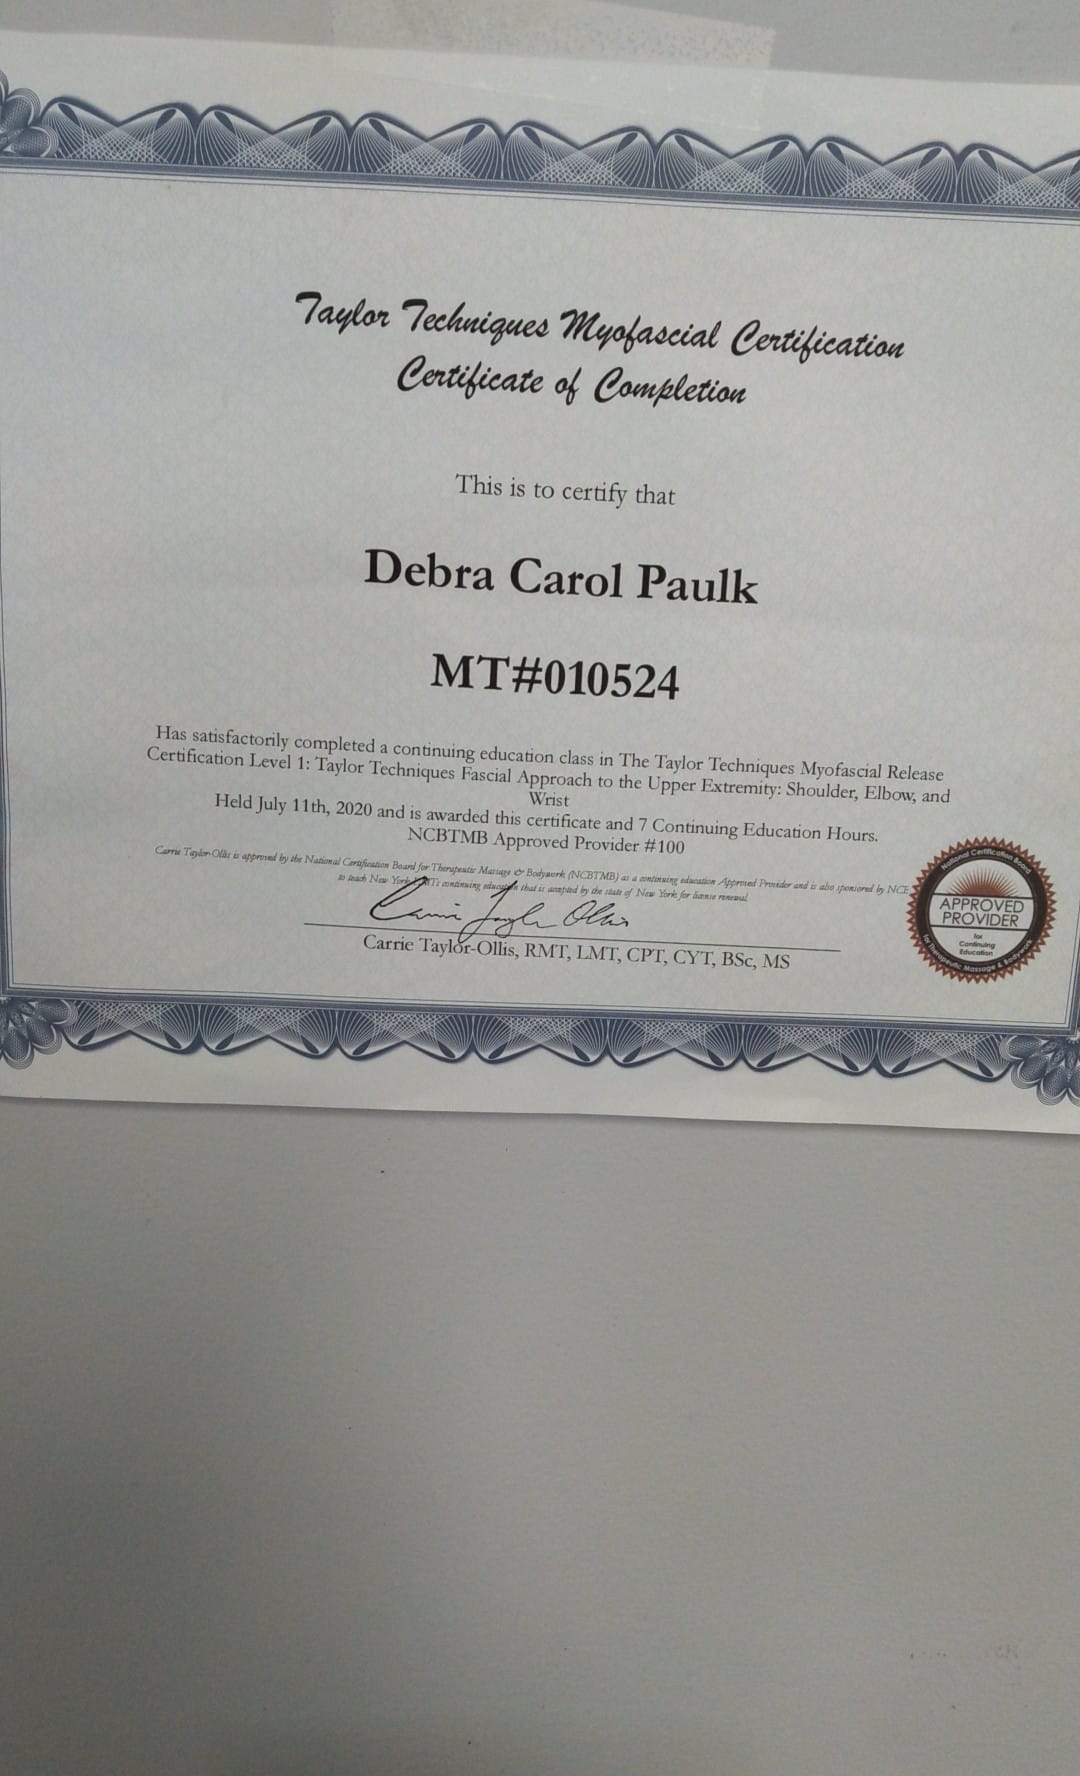 Taylor Techniques Myofascial Certification
Certificate of Completion
This is to certify that
Debra Carol Paulk
MT#010524
Has satisfactorily completed a continuing education class in The Taylor Techniques Myofascial Release
Certification Level 1: Taylor Techniques Fascial Approach to the Upper Extremity: Shoulder, Elbow, and
Wrist
Held July 11th, 2020 and is awarded this certificate and 7 Continuing Education Hours.
NCBTMB Approved Provider #100
Carrie Taylor-Ollis is approved by the National Certification Board for Therapeutic Massage & Bodywork (NCBTMB) as a continuing education Approved Provider and is also sponsored by NCB
to teach New York continuing education that is accepted by the state of New York for license renewal
Carrie Taylor Ollis
Carrie Taylor-Ollis, RMT, LMT, CPT, CYT, BSc, MS
National Certification Board
APPROVED
PROVIDER
for
Continuing
Education
for Therapeutic Massage & Bodywork